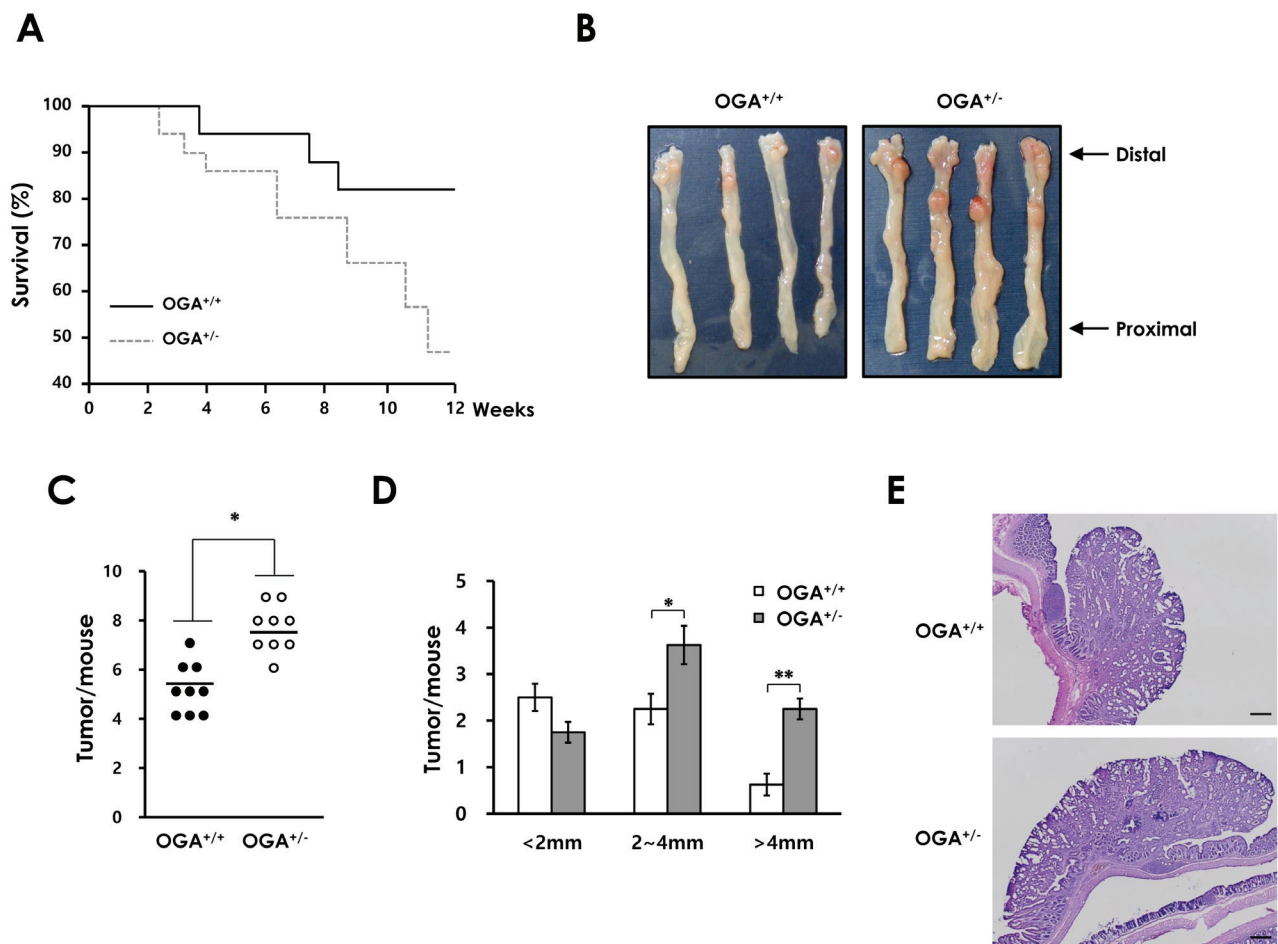 A
100
90
80
70
60
50
40
Survival (%)
OGA+/+
OGA+/-
0 2 4 6 8 10 12 Weeks
B
OGA+/+ OGA+/-
Distal
Proximal
C
*
10
8
6
4
2
0
Tumor/mouse
OGA+/+ OGA+/-
D
5
4
3
2
1
0
Tumor/mouse
OGA+/+
OGA+/-
*
**
<2mm 2~4mm >4mm
E
OGA+/+
OGA+/-